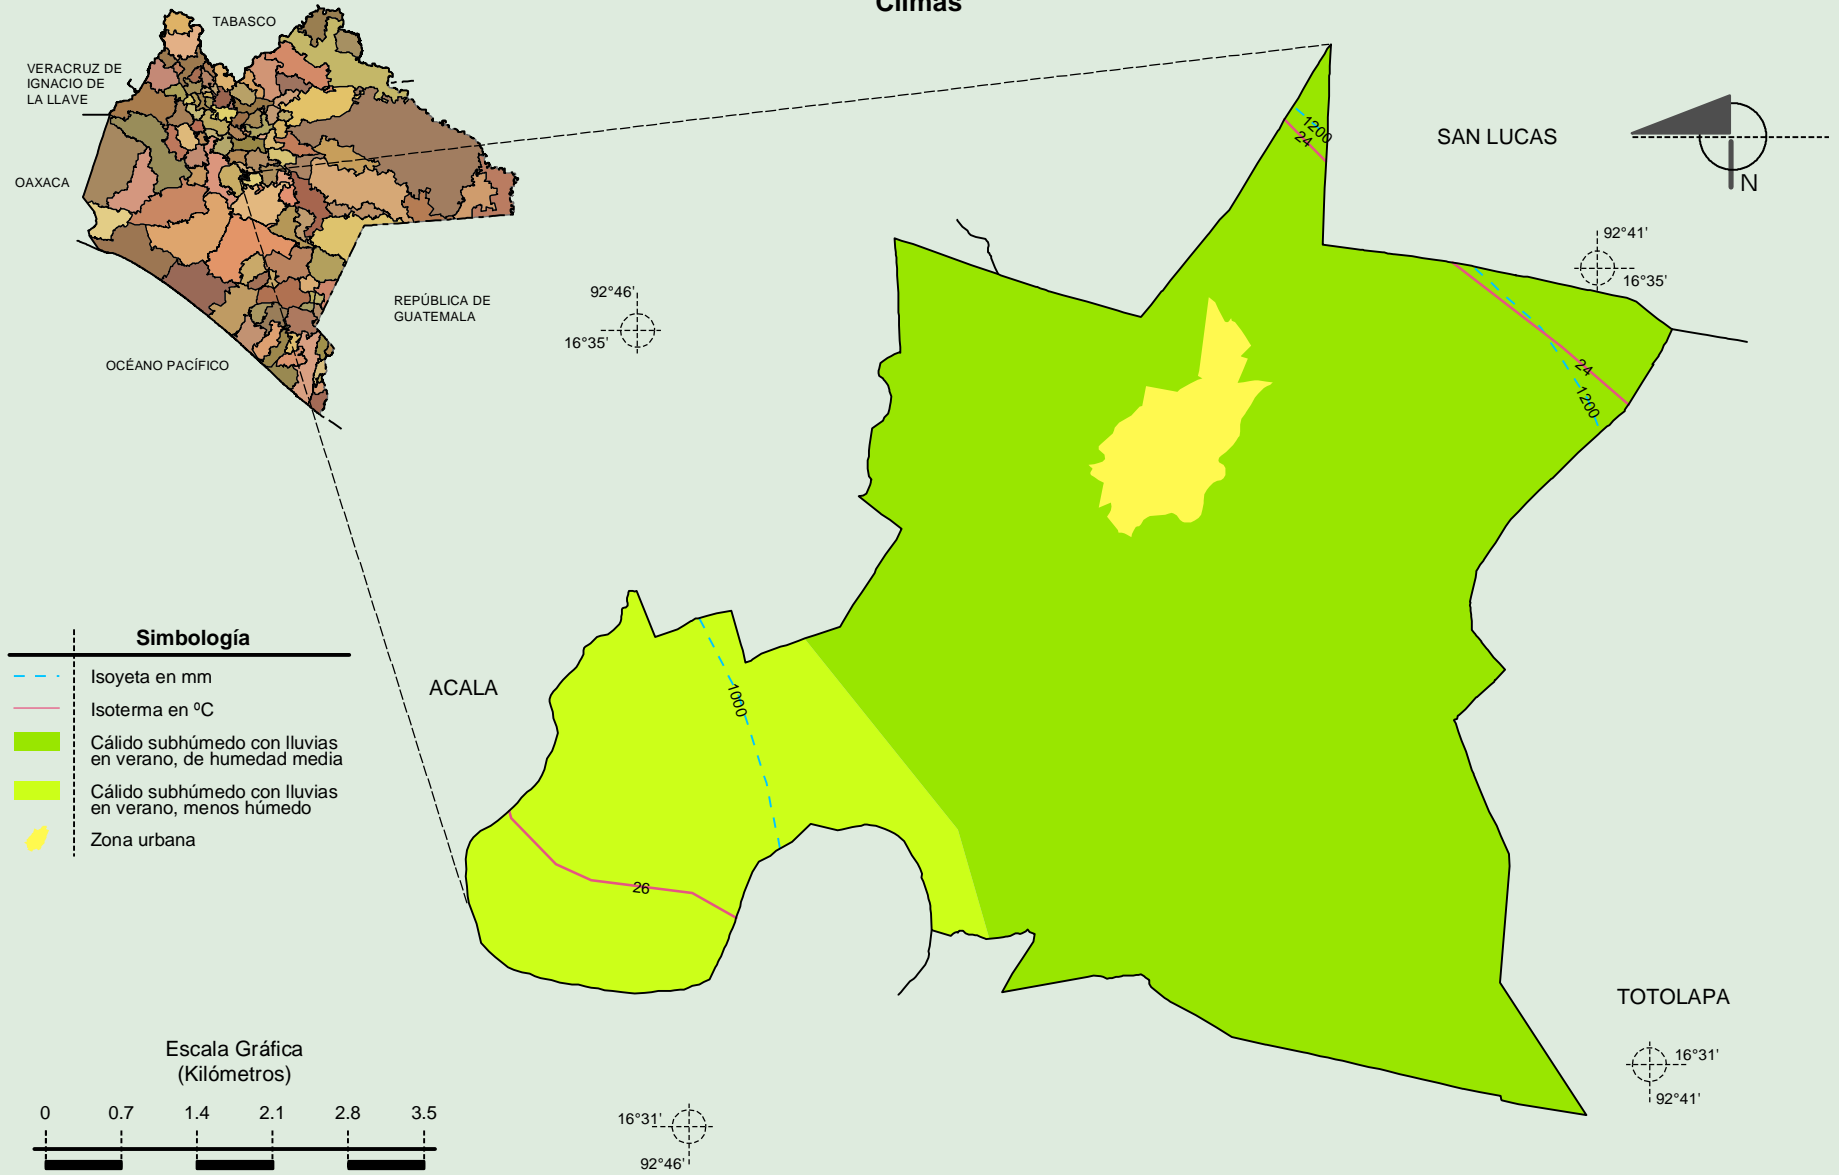 Climas
TABASCO
VERACRUZ DE
IGNACIO DE
LA LLAVE
OAXACA
REPÚBLICA DE
GUATEMALA
OCÉANO PACÍFICO
SAN LUCAS
N
1200
24
92°41'
16°35'
92°46'
16°35'
24
1200
Simbología
Isoyeta en mm
Isoterma en ºC
Cálido subhúmedo con lluvias
en verano, de humedad media
Cálido subhúmedo con lluvias
en verano, menos húmedo
Zona urbana
ACALA
1000
26
TOTOLAPA
16°31'
92°41'
16°31'
92°46'
Escala Gráfica
(Kilómetros)
0 0.7 1.4 2.1 2.8 3.5